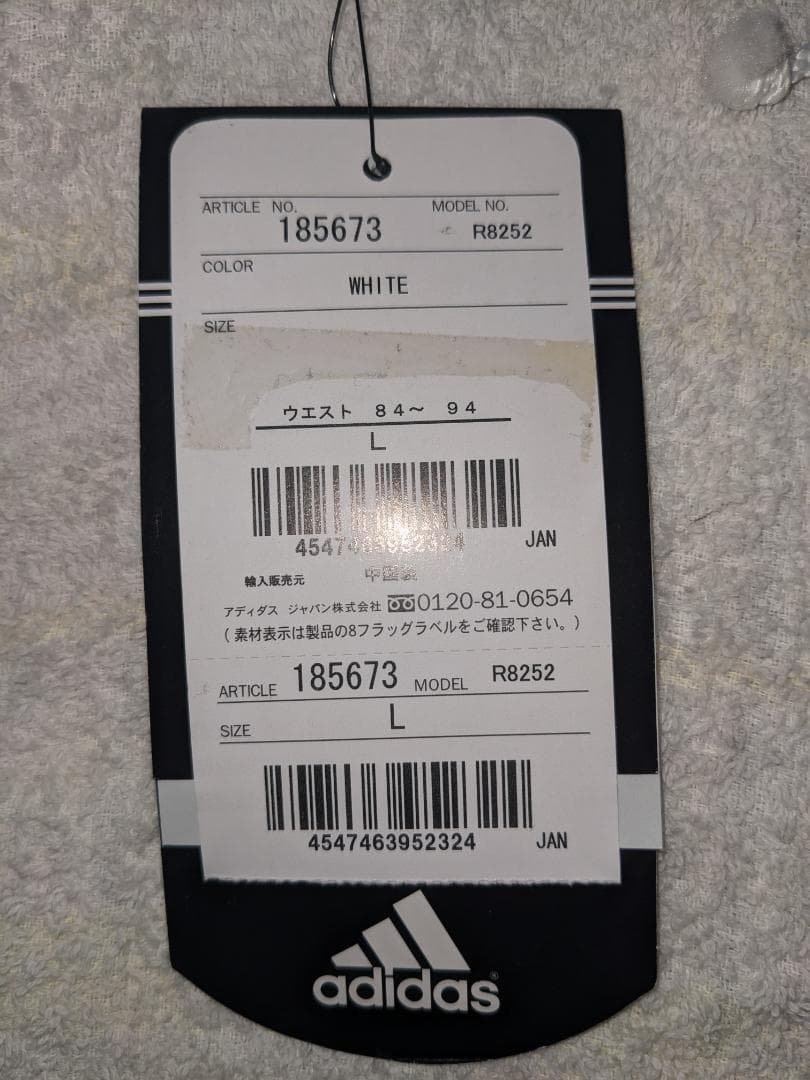 ARTICLE NO. MODEL NO.
185673 R8252
COLOR
WHITE
SIZE
ウエスト 84〜 94
L
4547463952324 JAN
輸入販売元 中国製
アディダス ジャパン株式会社 0120-81-0654
(素材表示は製品の8フラッグラベルをご確認下さい。)
ARTICLE 185673 MODEL R8252
SIZE L
4547463952324 JAN
adidas®